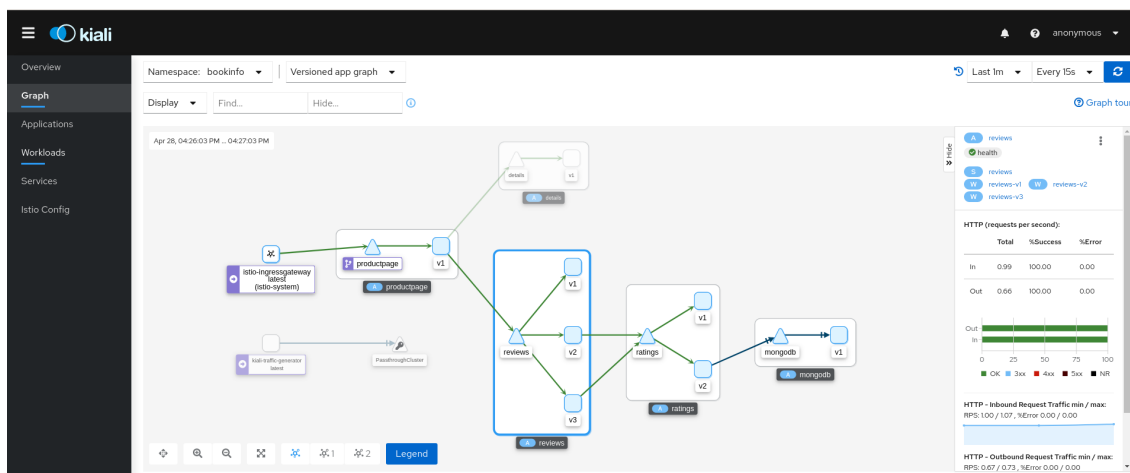 kiali
anonymous
Overview
Graph
Applications
Workloads
Services
Istio Config
Namespace: bookinfo
Versioned app graph
Last 1m
Every 15s
Display
Find...
Hide...
Graph tour
Apr 28, 04:26:03 PM ... 04:27:03 PM
Hide
details
v1
A details
istio-ingressgateway
latest
(istio-system)
productpage
v1
A productpage
kiali-traffic-generator
latest
PassthroughCluster
reviews
v1
v2
v3
A reviews
ratings
v1
v2
A ratings
mongodb
v1
A mongodb
1
2
Legend
A reviews
health
S reviews
W reviews-v1 W reviews-v2
W reviews-v3
HTTP (requests per second):
Total %Success %Error
In 0.99 100.00 0.00
Out 0.66 100.00 0.00
Out
In
0 25 50 75 100
OK 3xx 4xx 5xx NR
HTTP - Inbound Request Traffic min / max:
RPS: 1.00 / 1.07 , %Error 0.00 / 0.00
HTTP - Outbound Request Traffic min / max:
RPS: 0.67 / 0.73 , %Error 0.00 / 0.00